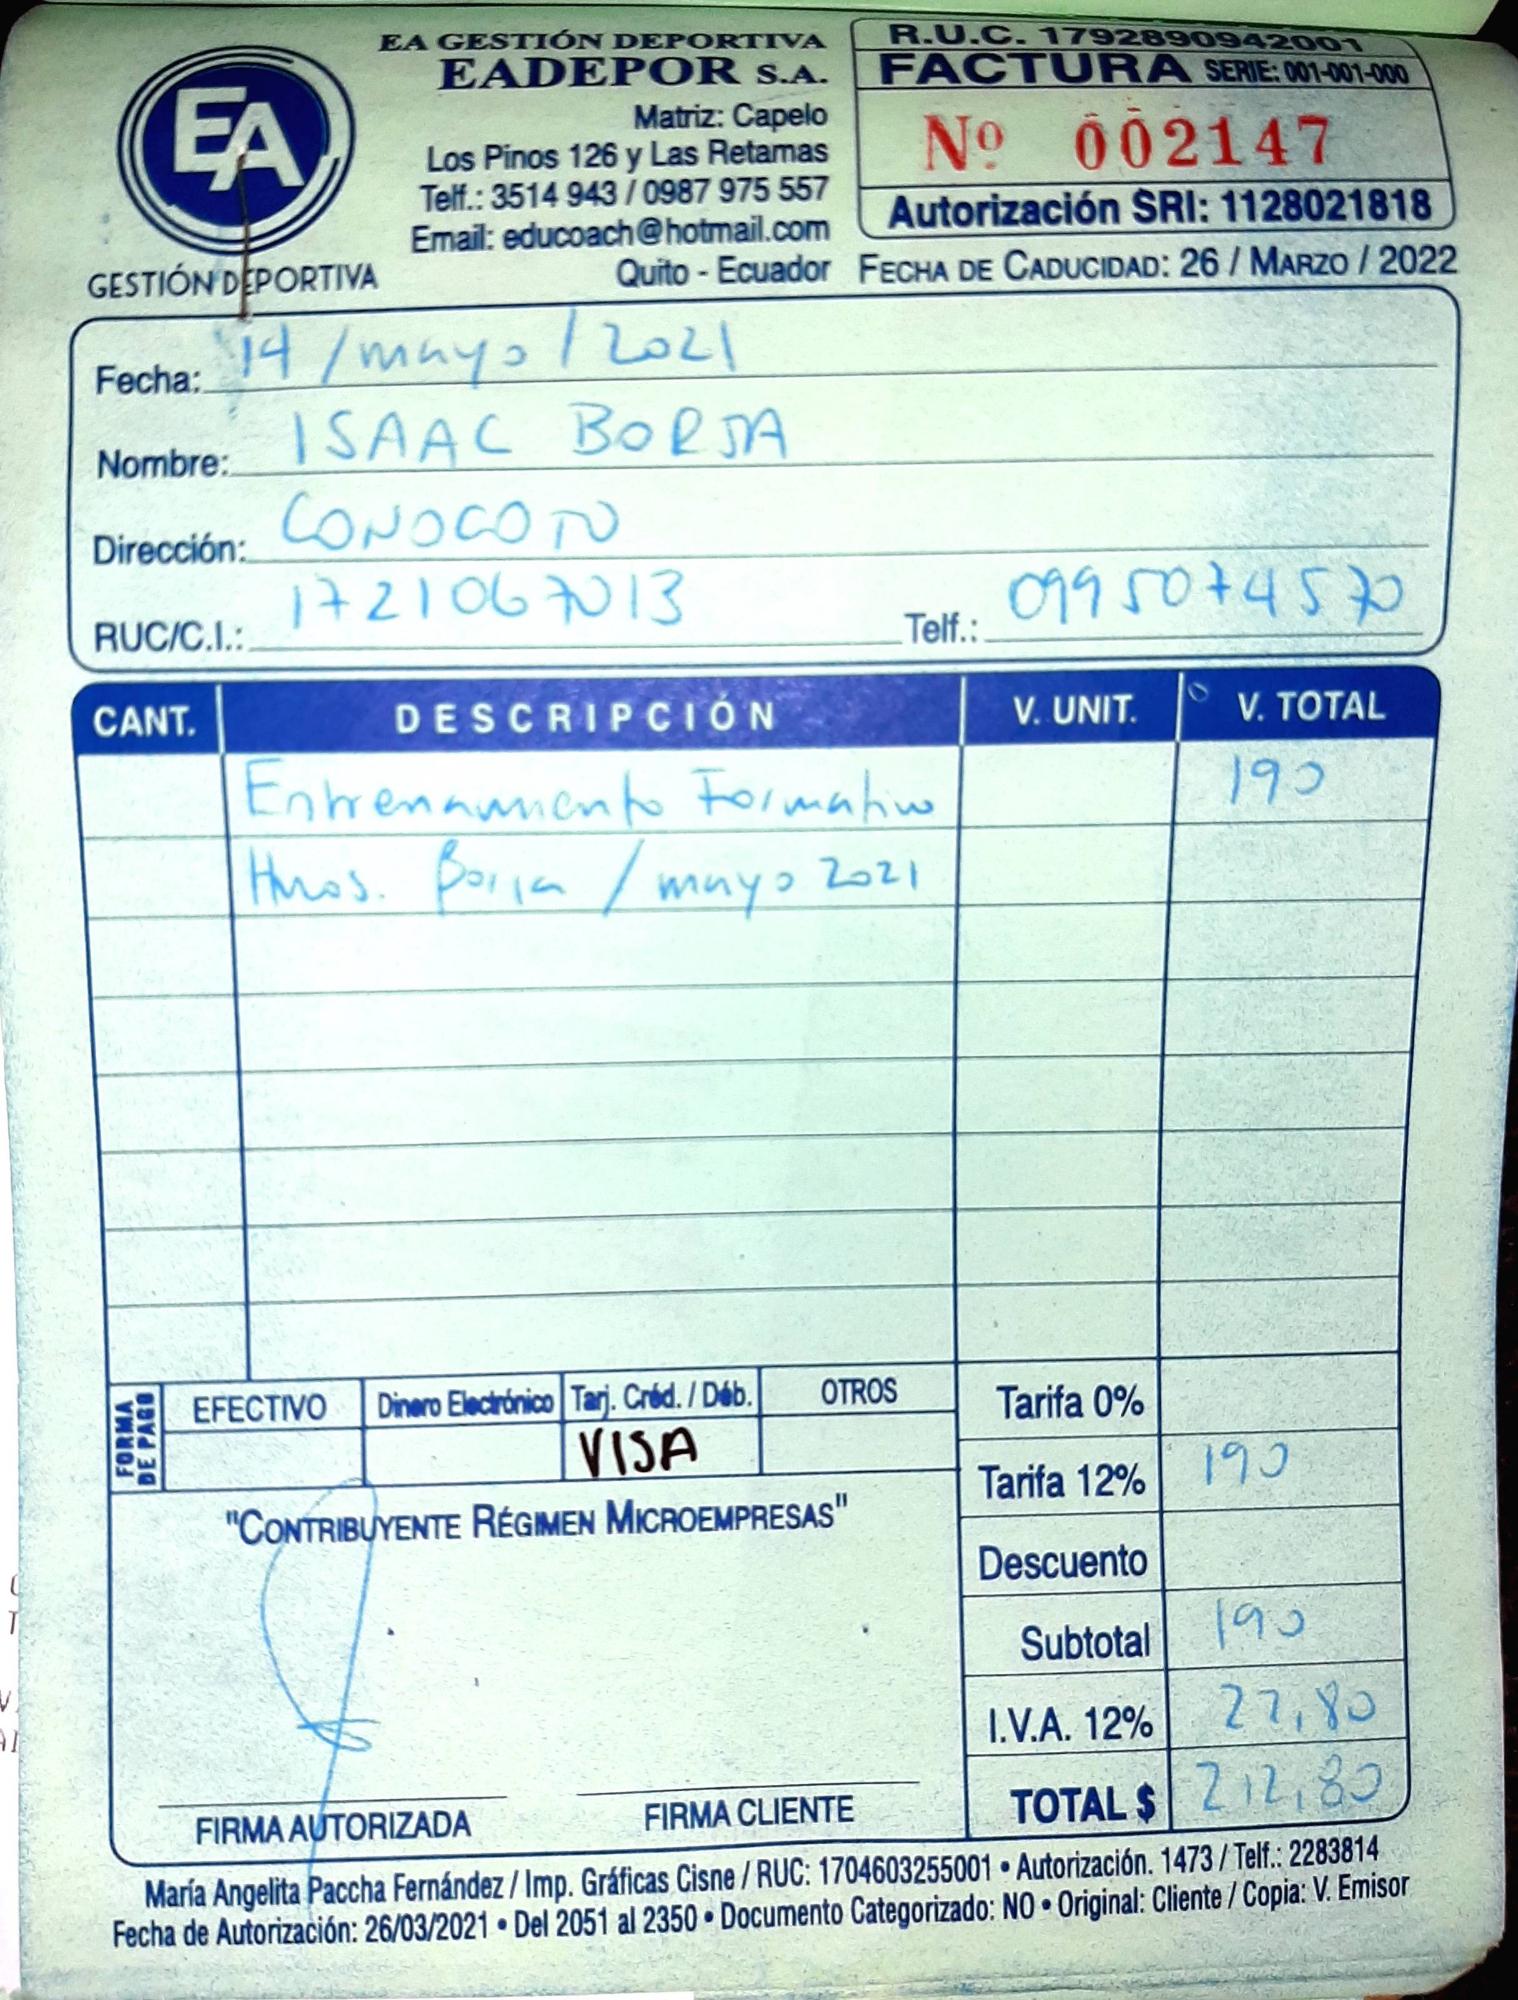 EA
GESTIÓN DEPORTIVA
EA GESTIÓN DEPORTIVA
EADEPOR S.A.
Matriz: Capelo
Los Pinos 126 y Las Retamas
Telf.: 3514 943 / 0987 975 557
Email: educoach@hotmail.com
Quito - Ecuador
R.U.C. 1792890942001
FACTURA SERIE: 001-001-000
Nº 002147
Autorización SRI: 1128021818
FECHA DE CADUCIDAD: 26 / MARZO / 2022
Fecha: 14 / mayo / 2021
Nombre: ISAAC BORJA
Dirección: CONOCOTO
RUC/C.I.: 1721067013 Telf.: 0995074570
CANT. DESCRIPCIÓN V. UNIT. V. TOTAL
Entrenamiento Formativo 190
Hnos. Borja / mayo 2021
FORMA DE PAGO
EFECTIVO Dinero Electrónico Tarj. Créd. / Déb. OTROS
VISA
"CONTRIBUYENTE RÉGIMEN MICROEMPRESAS"
Tarifa 0%
Tarifa 12% 190
Descuento
Subtotal 190
I.V.A. 12% 22,80
TOTAL $ 212,80
FIRMA AUTORIZADA FIRMA CLIENTE
María Angelita Paccha Fernández / Imp. Gráficas Cisne / RUC: 1704603255001 • Autorización. 1473 / Telf.: 2283814
Fecha de Autorización: 26/03/2021 • Del 2051 al 2350 • Documento Categorizado: NO • Original: Cliente / Copia: V. Emisor